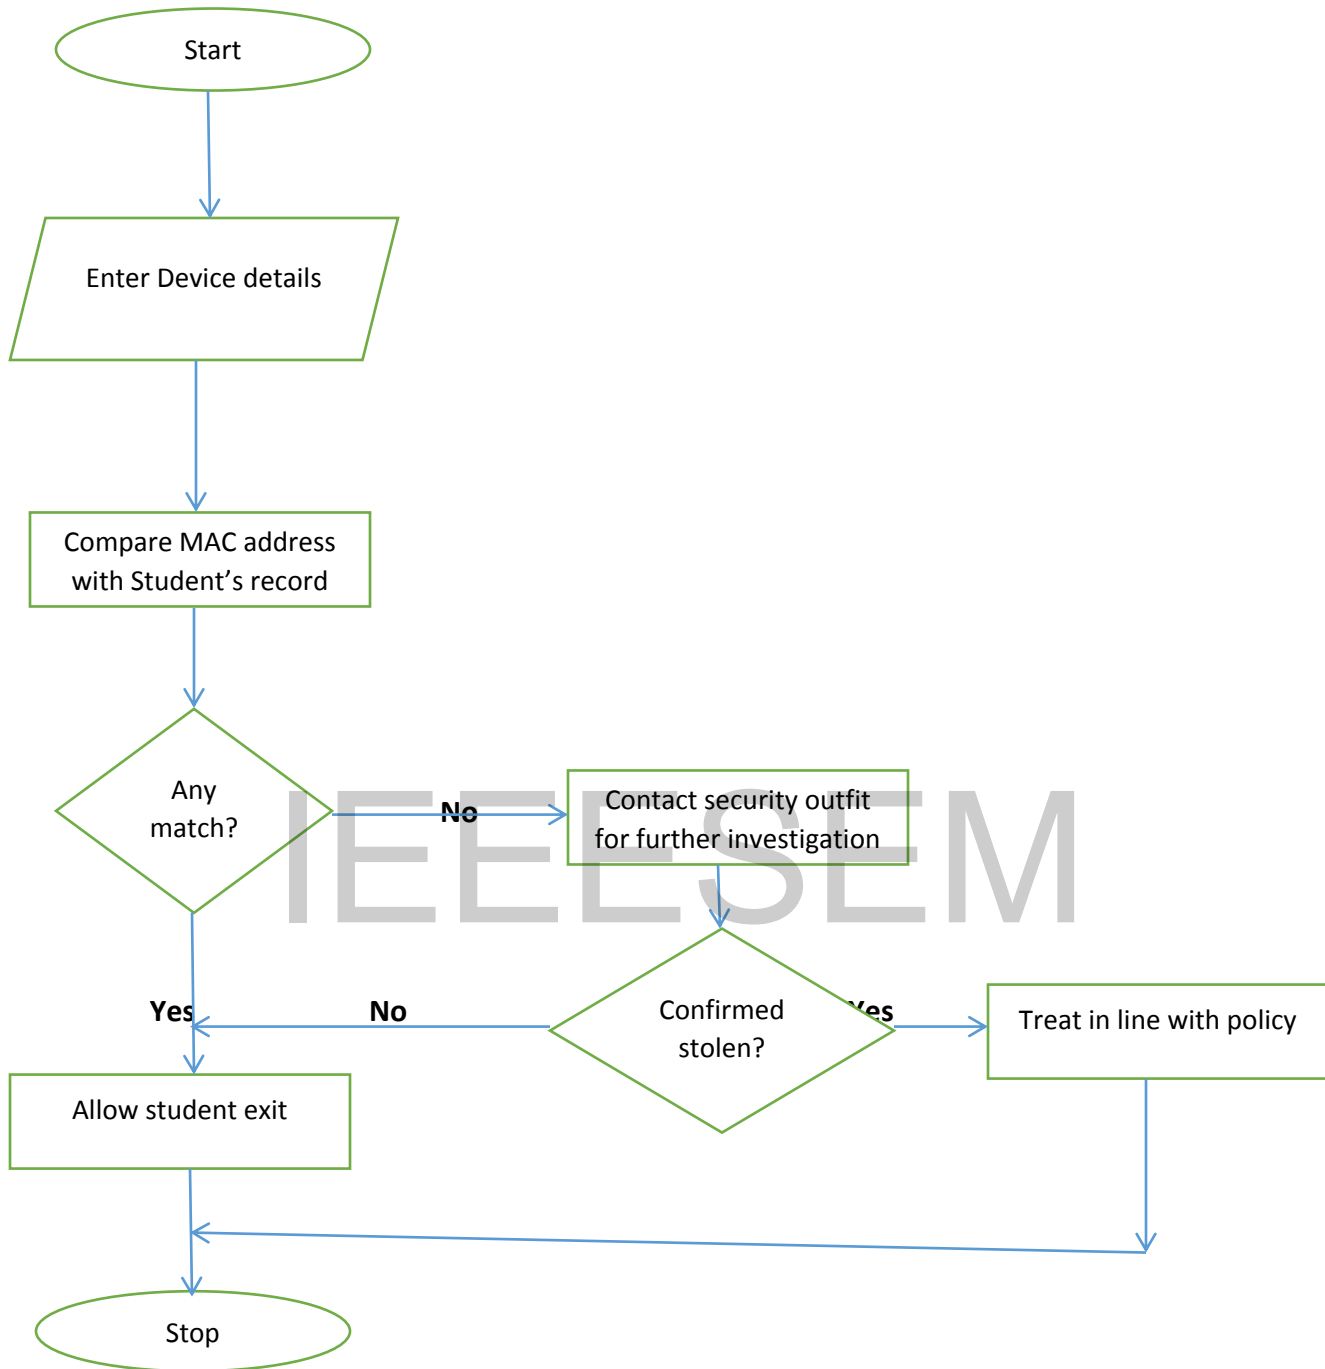 Start
Enter Device details
Compare MAC address
with Student’s record
Any
match?
No
Contact security outfit
for further investigation
IEEESEM
Yes
No
Confirmed
stolen?
Yes
Treat in line with policy
Allow student exit
Stop